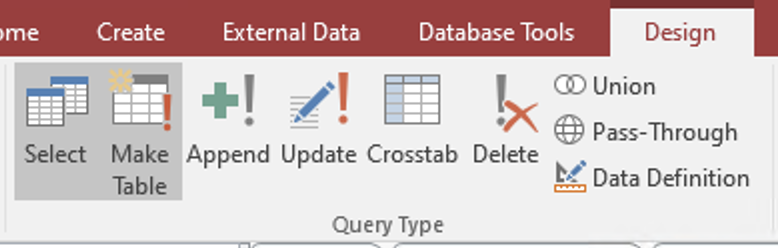 ome Create External Data Database Tools Design
Select Make Table Append Update Crosstab Delete
Union
Pass-Through
Data Definition
Query Type